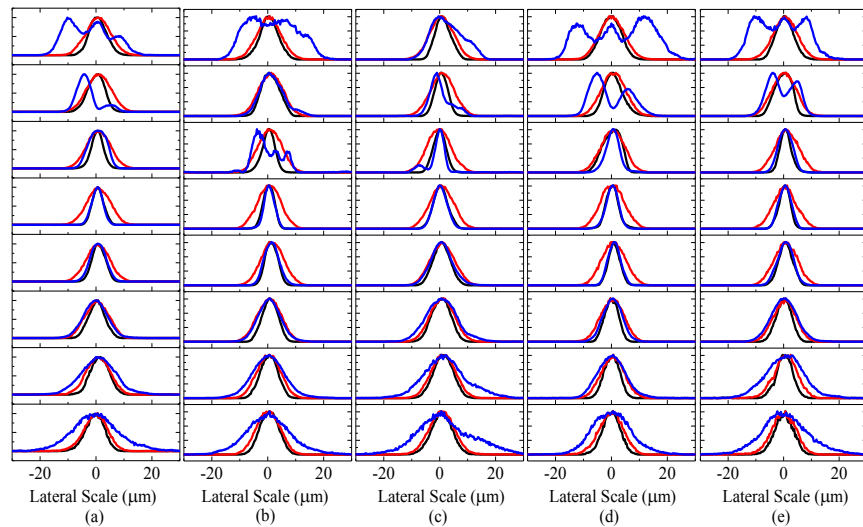 -20 0 20 -20 0 20 -20 0 20 -20 0 20 -20 0 20
Lateral Scale (μm) Lateral Scale (μm) Lateral Scale (μm) Lateral Scale (μm) Lateral Scale (μm)
(a) (b) (c) (d) (e)